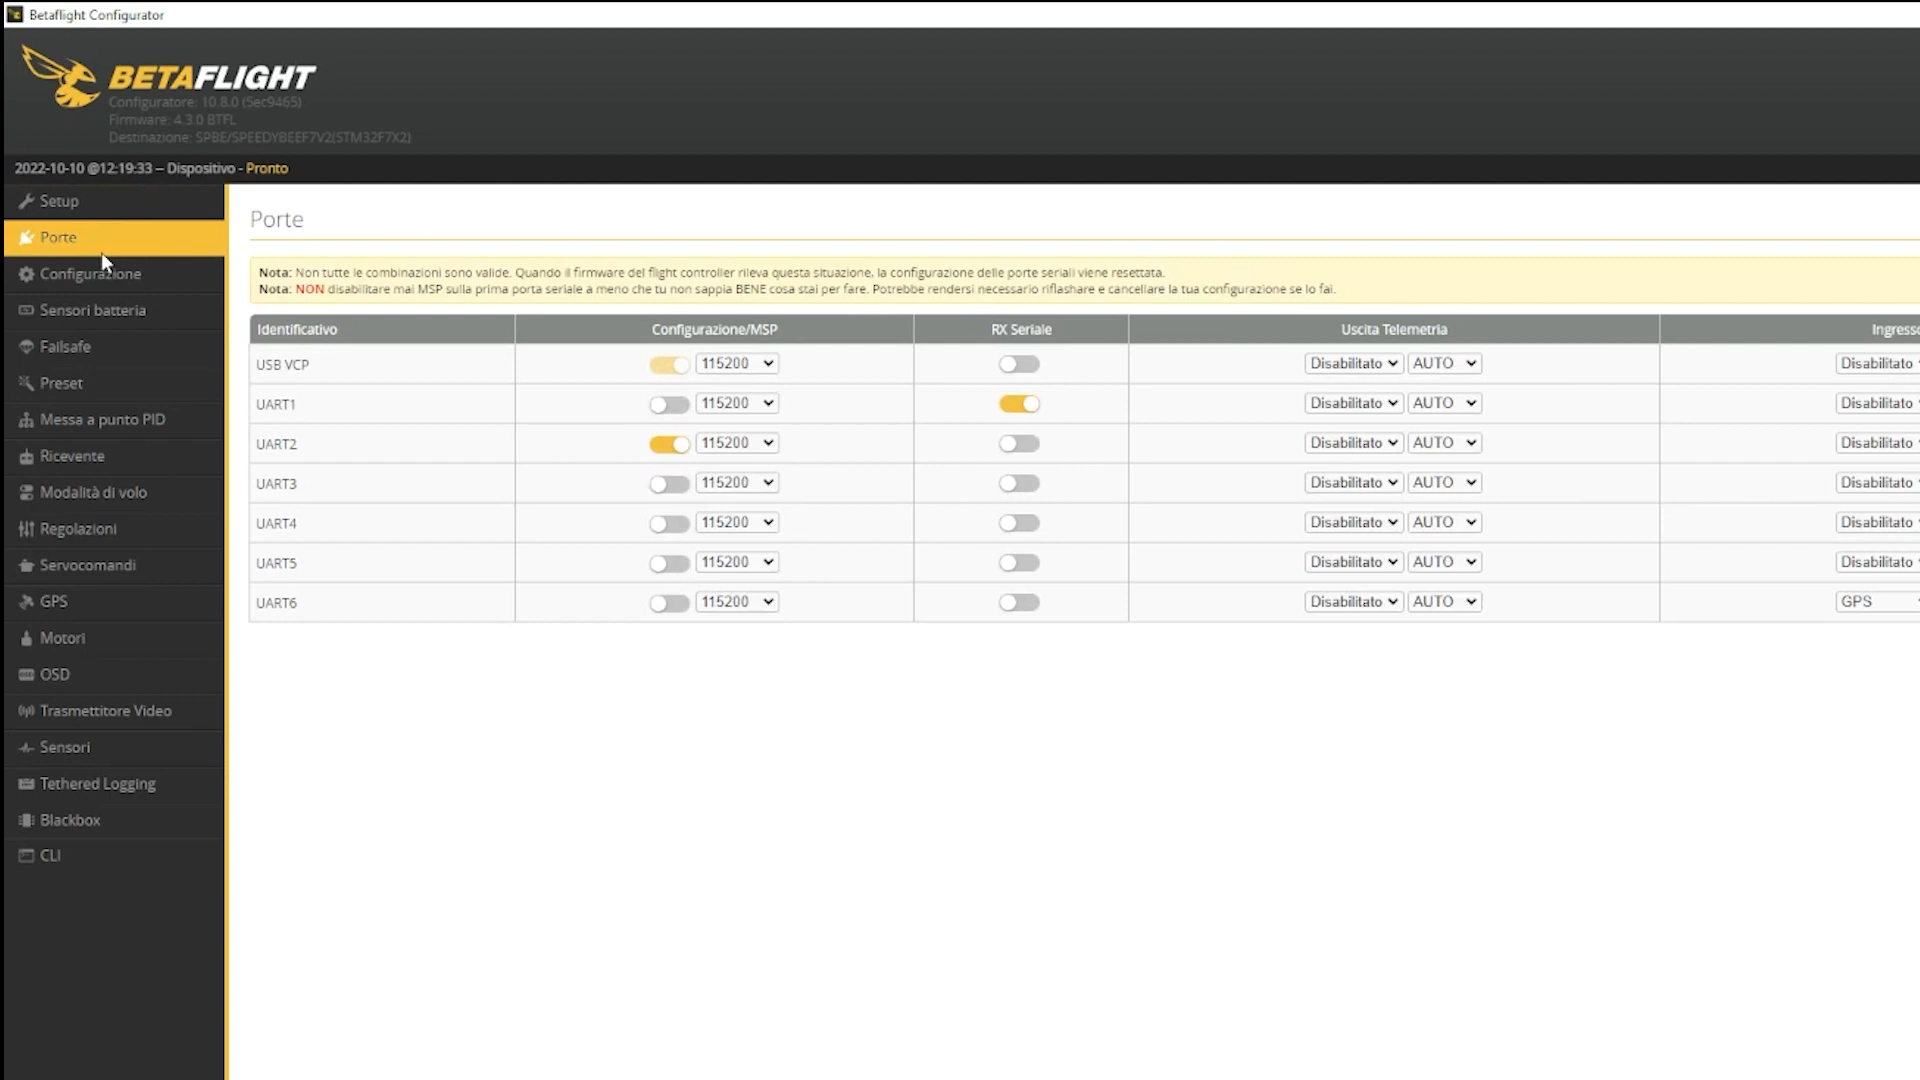 Betaflight Configurator
BETAFLIGHT
Configuratore: 10.8.0 (5ec9465)
Firmware: 4.3.0 BTFL
Destinazione: SPBE/SPEEDYBEEF7V2(STM32F7X2)
2022-10-10 @12:19:33 -- Dispositivo - Pronto
Setup
Porte
Configurazione
Sensori batteria
Failsafe
Preset
Messa a punto PID
Ricevente
Modalità di volo
Regolazioni
Servocomandi
GPS
Motori
OSD
Trasmettitore Video
Sensori
Tethered Logging
Blackbox
CLI
Porte
Nota: Non tutte le combinazioni sono valide. Quando il firmware del flight controller rileva questa situazione, la configurazione delle porte seriali viene resettata.
Nota: NON disabilitare mai MSP sulla prima porta seriale a meno che tu non sappia BENE cosa stai per fare. Potrebbe rendersi necessario riflashare e cancellare la tua configurazione se lo fai.
Identificativo Configurazione/MSP RX Seriale Uscita Telemetria Ingresso
USB VCP 115200 Disabilitato AUTO Disabilitato
UART1 115200 Disabilitato AUTO Disabilitato
UART2 115200 Disabilitato AUTO Disabilitato
UART3 115200 Disabilitato AUTO Disabilitato
UART4 115200 Disabilitato AUTO Disabilitato
UART5 115200 Disabilitato AUTO Disabilitato
UART6 115200 Disabilitato AUTO GPS